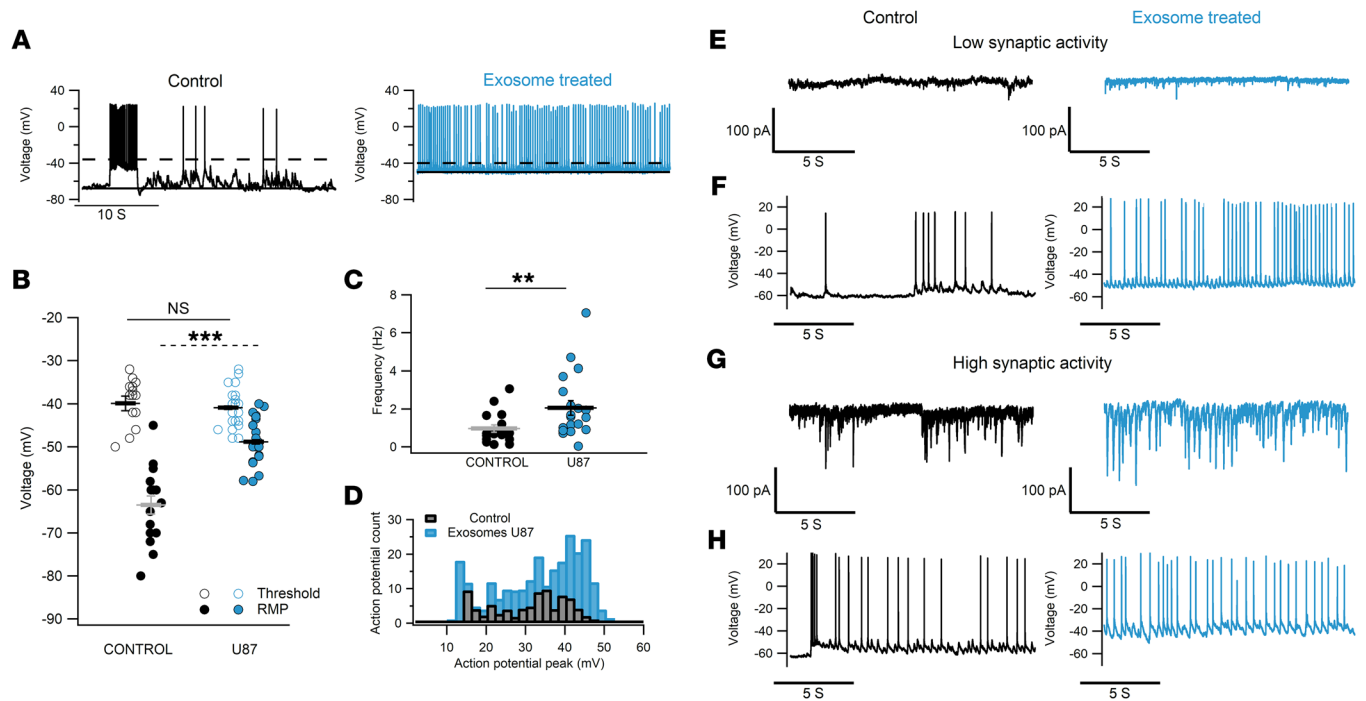 A
Control
Exosome treated
Voltage (mV)
40
0
-40
-80
10 S
Voltage (mV)
40
0
-40
-80
B
NS
***
Voltage (mV)
-20
-30
-40
-50
-60
-70
-80
-90
Threshold
RMP
CONTROL
U87
C
**
Frequency (Hz)
8
6
4
2
0
CONTROL
U87
D
Control
Exosomes U87
Action potential count
30
20
10
0
10
20
30
40
50
60
Action potential peak (mV)
Control
Exosome treated
E
Low synaptic activity
100 pA
5 S
100 pA
5 S
F
Voltage (mV)
20
0
-20
-40
-60
5 S
Voltage (mV)
20
0
-20
-40
-60
5 S
G
High synaptic activity
100 pA
5 S
100 pA
5 S
H
Voltage (mV)
20
0
-20
-40
-60
5 S
Voltage (mV)
20
0
-20
-40
-60
5 S